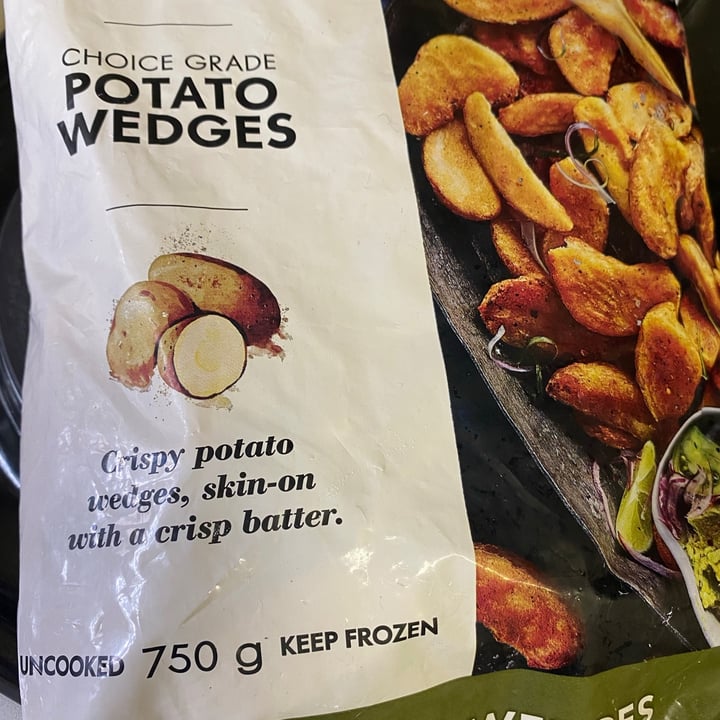 CHOICE GRADE
POTATO
WEDGES
Crispy potato
wedges, skin-on
with a crisp batter.
UNCOOKED 750 g KEEP FROZEN